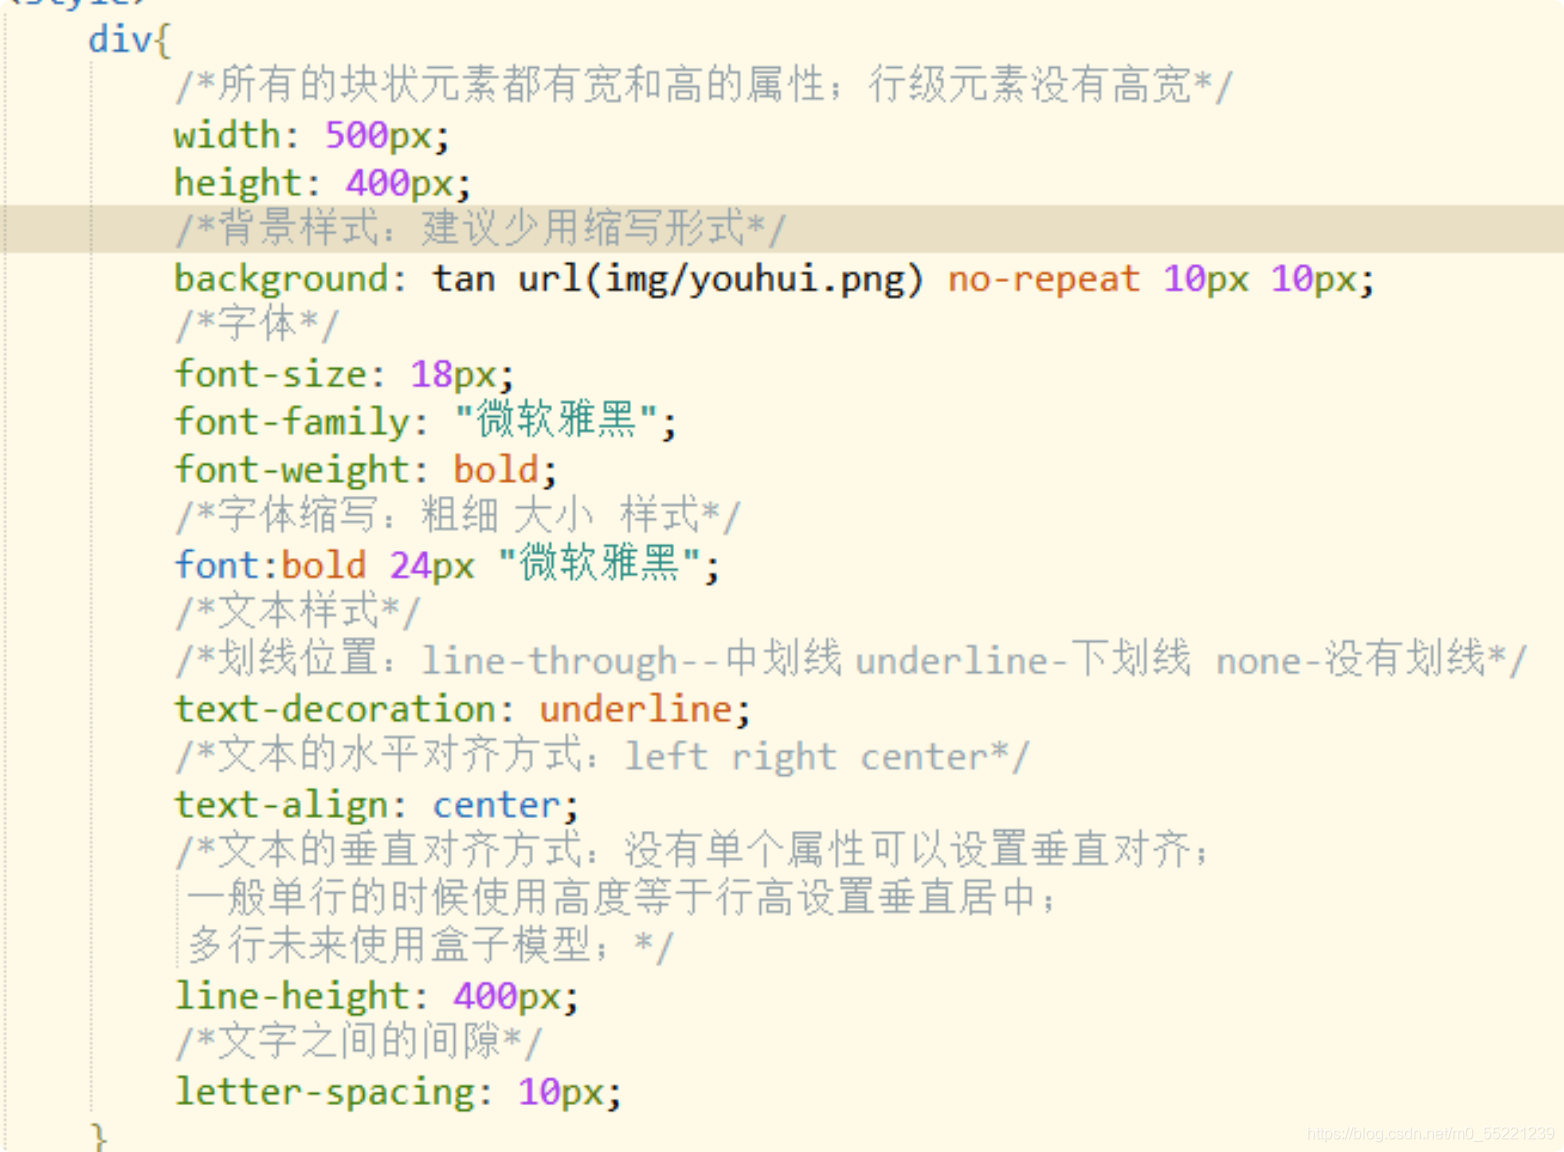 <style>
div{
/*所有的块状元素都有宽和高的属性；行级元素没有高宽*/
width: 500px;
height: 400px;
/*背景样式：建议少用缩写形式*/
background: tan url(img/youhui.png) no-repeat 10px 10px;
/*字体*/
font-size: 18px;
font-family: "微软雅黑";
font-weight: bold;
/*字体缩写：粗细 大小  样式*/
font:bold 24px "微软雅黑";
/*文本样式*/
/*划线位置：line-through--中划线 underline-下划线  none-没有划线*/
text-decoration: underline;
/*文本的水平对齐方式：left right center*/
text-align: center;
/*文本的垂直对齐方式：没有单个属性可以设置垂直对齐；
一般单行的时候使用高度等于行高设置垂直居中；
多行未来使用盒子模型；*/
line-height: 400px;
/*文字之间的间隙*/
letter-spacing: 10px;
}
https://blog.csdn.net/m0_55221239